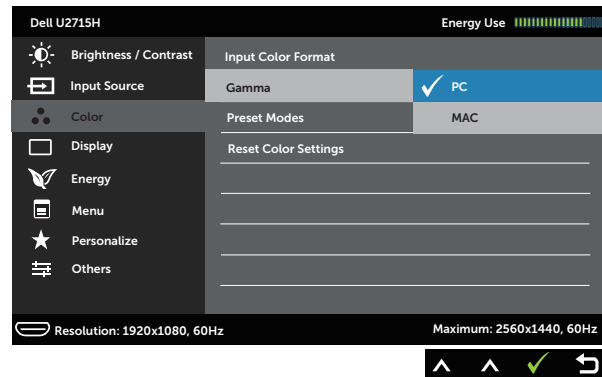 Dell U2715H Energy Use
Brightness / Contrast Input Color Format
Input Source Gamma PC
Color Preset Modes MAC
Display Reset Color Settings
Energy
Menu
Personalize
Others
Resolution: 1920x1080, 60Hz Maximum: 2560x1440, 60Hz